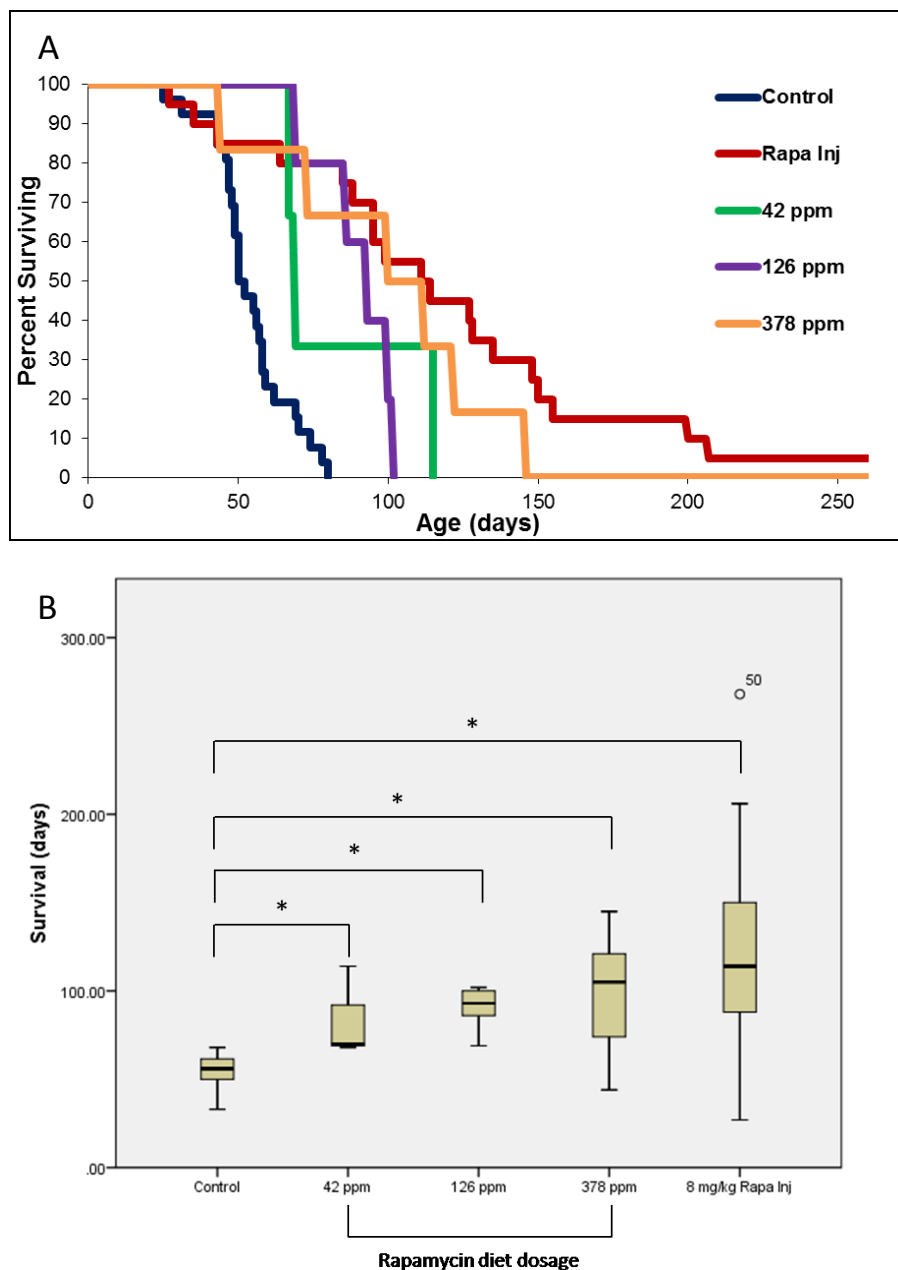 A
100
90
80
70
60
50
40
30
20
10
0
Percent Surviving
0 50 100 150 200 250
Age (days)
Control
Rapa Inj
42 ppm
126 ppm
378 ppm
B
300.00
200.00
100.00
.00
Survival (days)
50
*
*
*
*
Control 42 ppm 126 ppm 378 ppm 8 mg/kg Rapa Inj
Rapamycin diet dosage